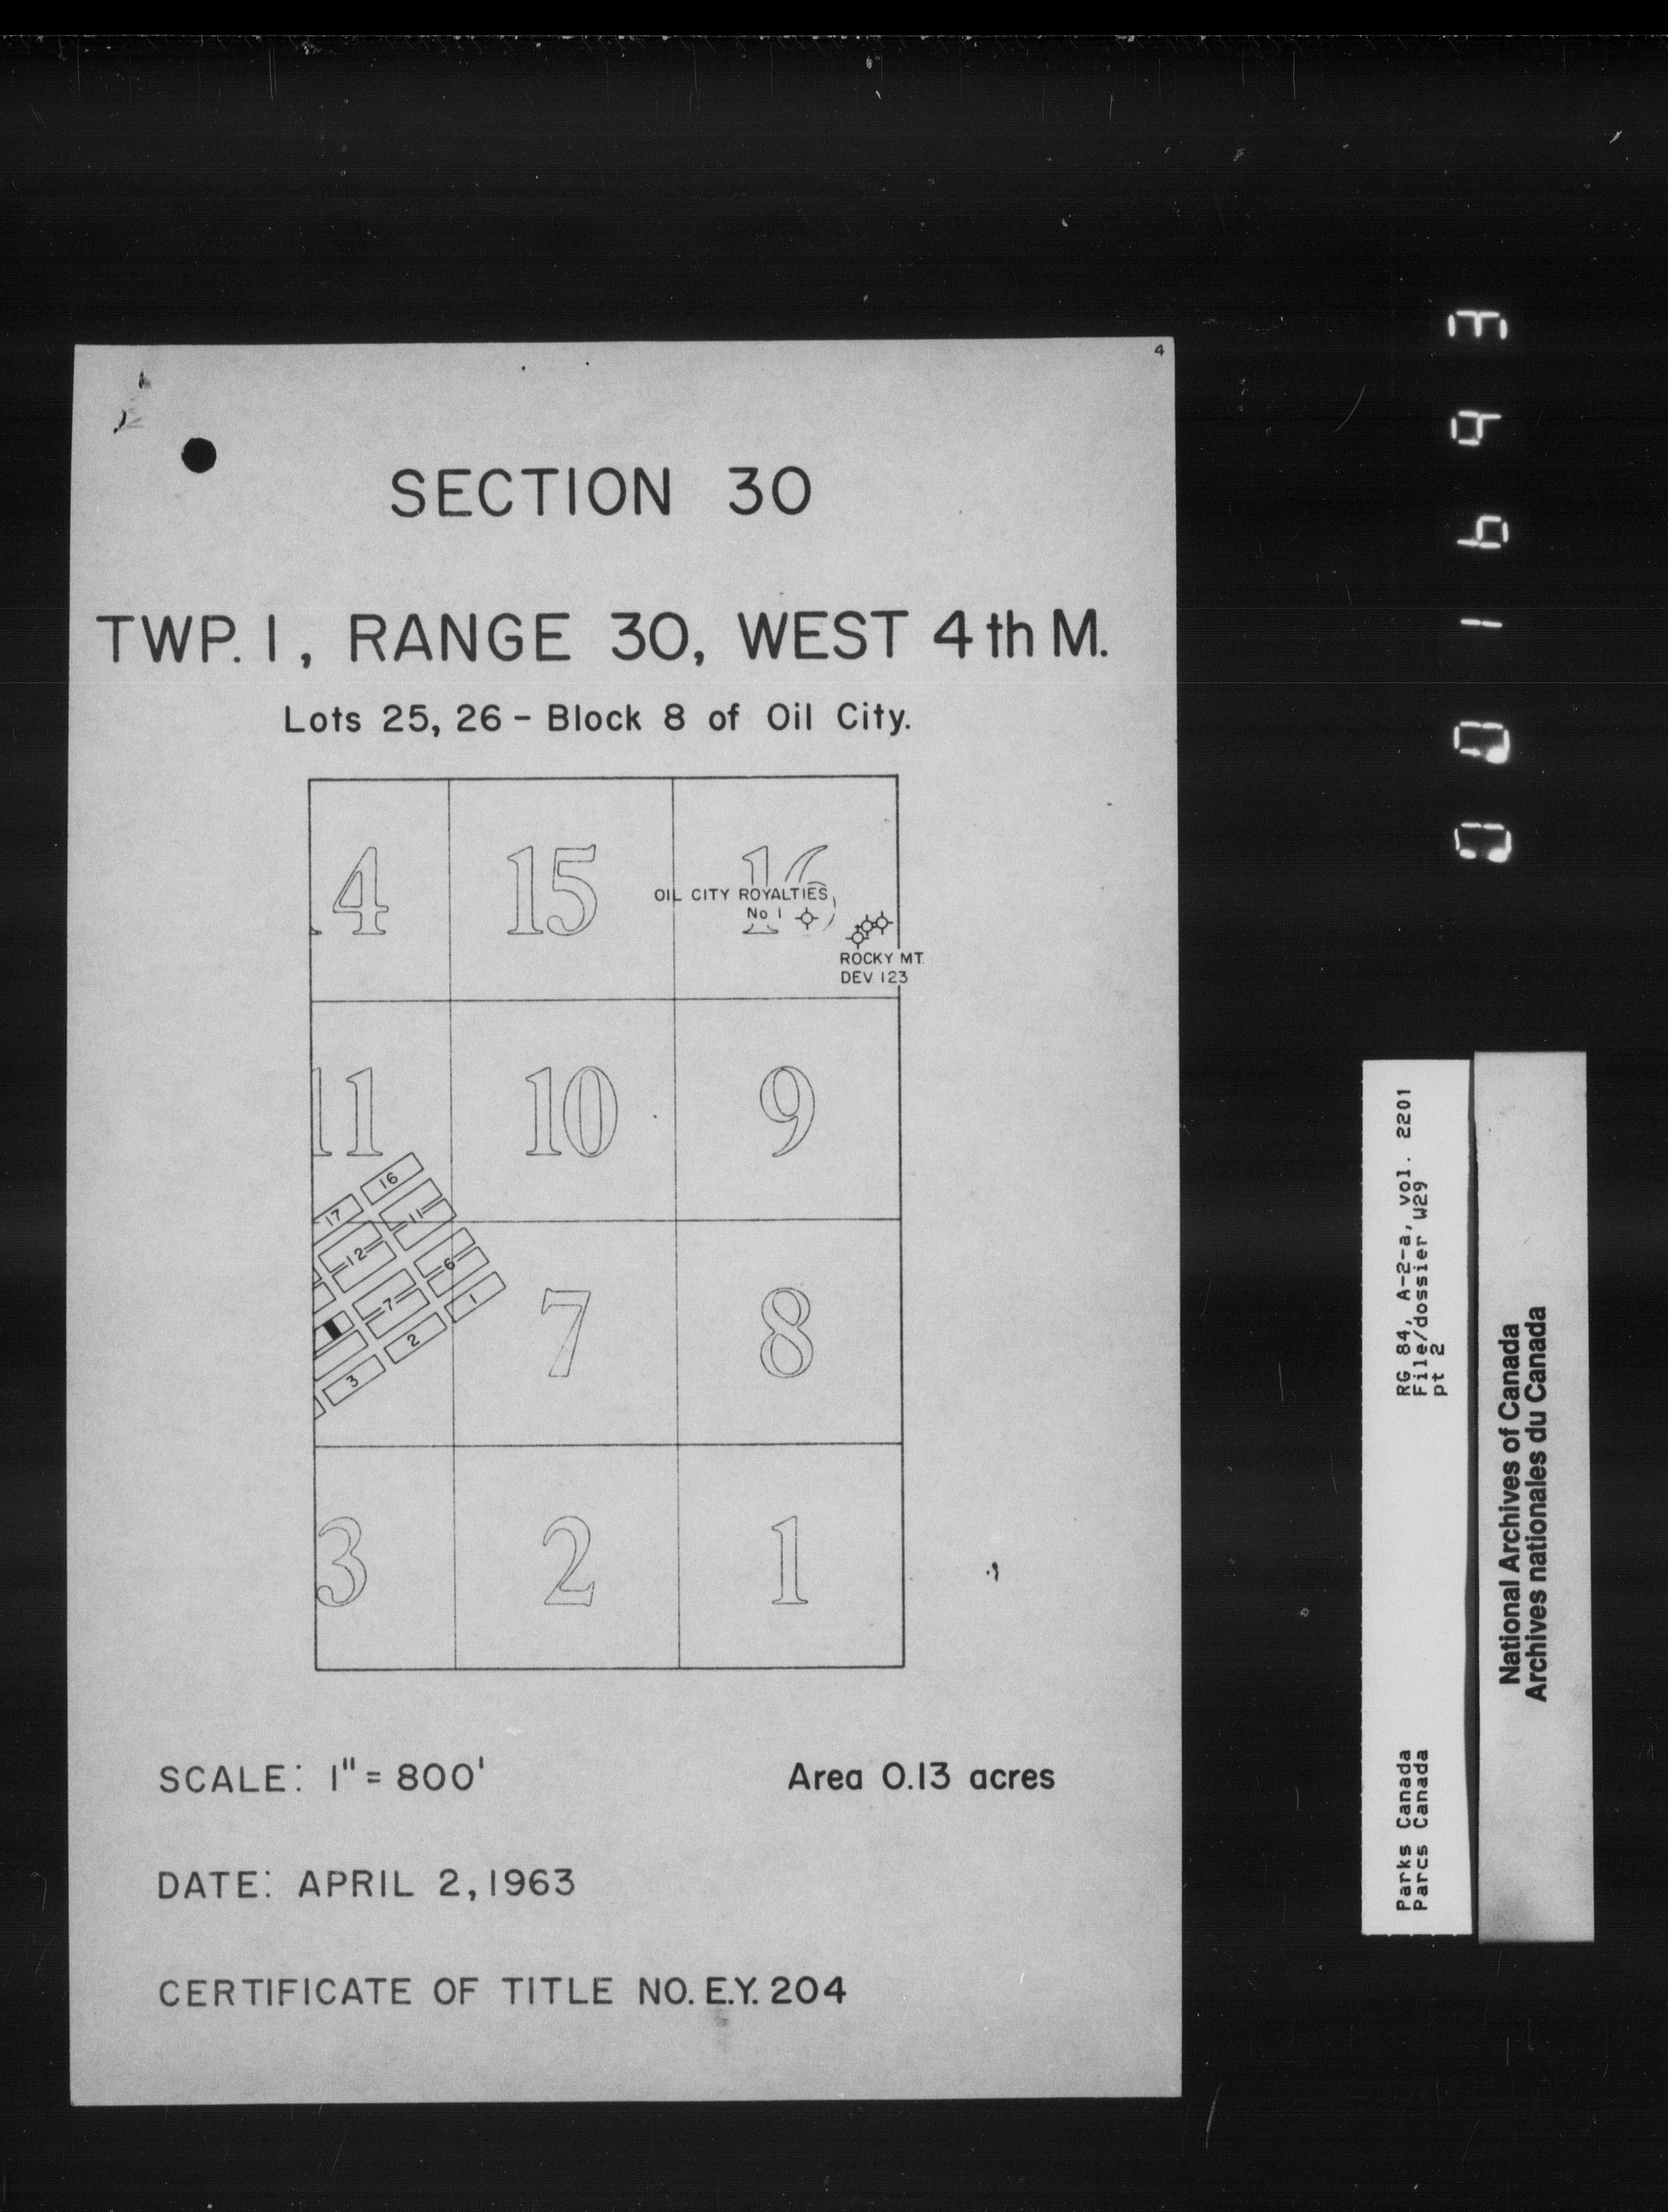 4
SECTION 30
TWP. 1, RANGE 30, WEST 4th M.
Lots 25, 26 - Block 8 of Oil City.
4 15 16
OIL CITY ROYALTIES
No 1
ROCKY MT.
DEV. 123
11 10 9
16
17
11
12
6
7
1
2
3
7 8
3 2 1
SCALE: 1" = 800'
Area 0.13 acres
DATE: APRIL 2, 1963
CERTIFICATE OF TITLE NO. E.Y. 204
RG 84, A-2-a, vol. 2201
File/dossier W29
pt 2
Parks Canada
Parcs Canada
National Archives of Canada
Archives nationales du Canada